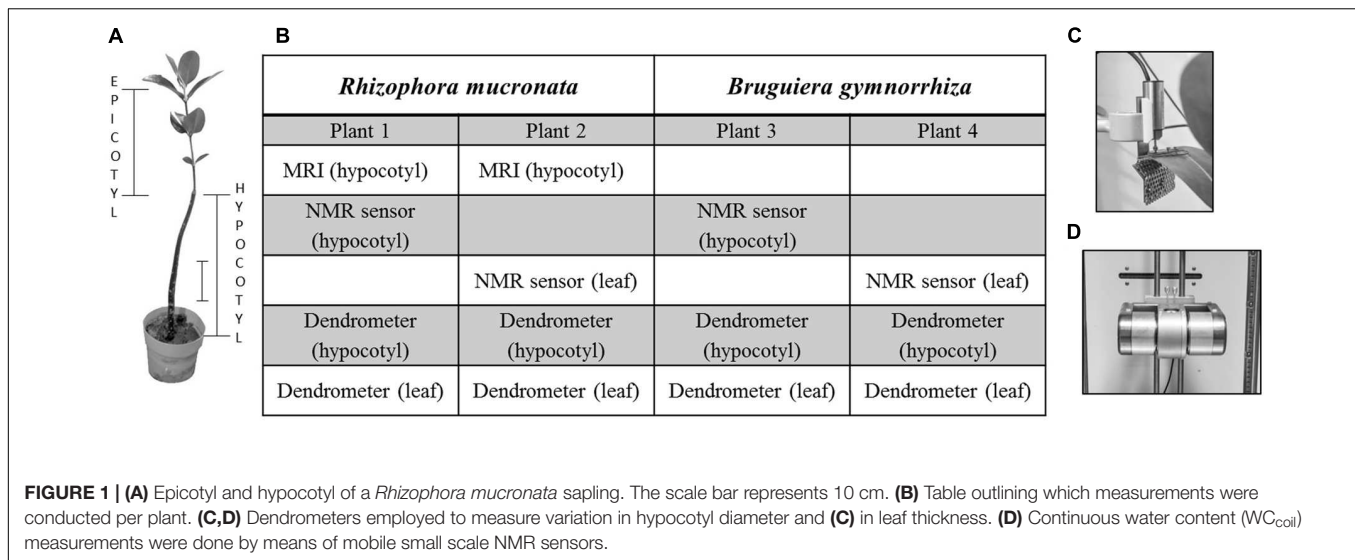 A
B
C
E
P
I
C
O
T
Y
L
H
Y
P
O
C
O
T
Y
L
Rhizophora mucronata Bruguiera gymnorrhiza
Plant 1 Plant 2 Plant 3 Plant 4
MRI (hypocotyl) MRI (hypocotyl)
NMR sensor (hypocotyl) NMR sensor (hypocotyl)
NMR sensor (leaf) NMR sensor (leaf)
Dendrometer (hypocotyl) Dendrometer (hypocotyl) Dendrometer (hypocotyl) Dendrometer (hypocotyl)
Dendrometer (leaf) Dendrometer (leaf) Dendrometer (leaf) Dendrometer (leaf)
D
FIGURE 1 | (A) Epicotyl and hypocotyl of a Rhizophora mucronata sapling. The scale bar represents 10 cm. (B) Table outlining which measurements were
conducted per plant. (C,D) Dendrometers employed to measure variation in hypocotyl diameter and (C) in leaf thickness. (D) Continuous water content (WCcoil)
measurements were done by means of mobile small scale NMR sensors.